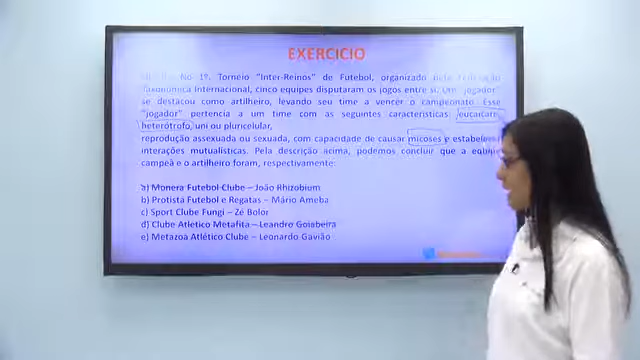 EXERCICIO
No 1º. Torneio "Inter-Reinos" de Futebol, organizado pela
Taxonômica Internacional, cinco equipes disputaram os jogos entre si. Um "jogador"
se destacou como artilheiro, levando seu time a vencer o campeonato. Esse
"jogador" pertencia a um time com as seguintes características
heterótrofo, uni ou pluricelular,
reprodução assexuada ou sexuada, com capacidade de causar micoses e
interações mutualísticas. Pela descrição acima, podemos concluir que a equipe
campeã e o artilheiro foram, respectivamente:
a) Monera Futebol Clube – João Rhizobium
b) Protista Futebol e Regatas – Mário Ameba
c) Sport Clube Fungi – Zé Bolor
d) Clube Atlético Metafita – Leandro Goiabeira
e) Metazoa Atlético Clube – Leonardo Gavião